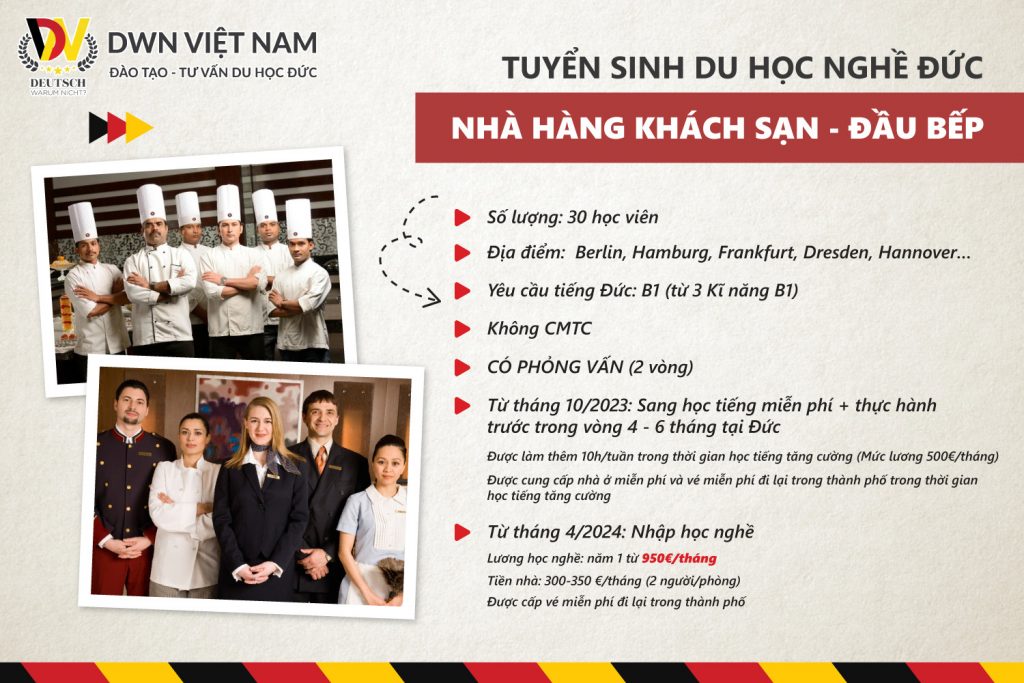 DWN VIỆT NAM
ĐÀO TẠO - TƯ VẤN DU HỌC ĐỨC
DEUTSCH
WARUM NICHT?
TUYỂN SINH DU HỌC NGHỀ ĐỨC
NHÀ HÀNG KHÁCH SẠN - ĐẦU BẾP
Số lượng: 30 học viên
Địa điểm: Berlin, Hamburg, Frankfurt, Dresden, Hannover...
Yêu cầu tiếng Đức: B1 (từ 3 Kĩ năng B1)
Không CMTC
CÓ PHỎNG VẤN (2 vòng)
Từ tháng 10/2023: Sang học tiếng miễn phí + thực hành
trước trong vòng 4 - 6 tháng tại Đức
Được làm thêm 10h/tuần trong thời gian học tiếng tăng cường (Mức lương 500€/tháng)
Được cung cấp nhà ở miễn phí và vé miễn phí đi lại trong thành phố trong thời gian
học tiếng tăng cường
Từ tháng 4/2024: Nhập học nghề
Lương học nghề: năm 1 từ 950€/tháng
Tiền nhà: 300-350 €/tháng (2 người/phòng)
Được cấp vé miễn phí đi lại trong thành phố